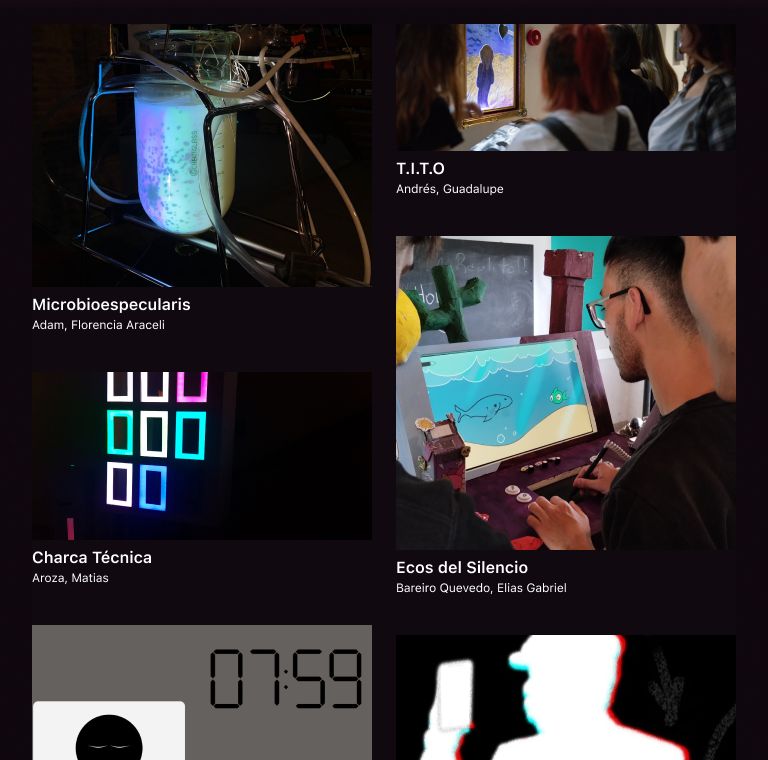 Microbioespecularis
Adam, Florencia Araceli
T.I.T.O
Andrés, Guadalupe
Charca Técnica
Aroza, Matias
Ecos del Silencio
Bareiro Quevedo, Elias Gabriel
07:59